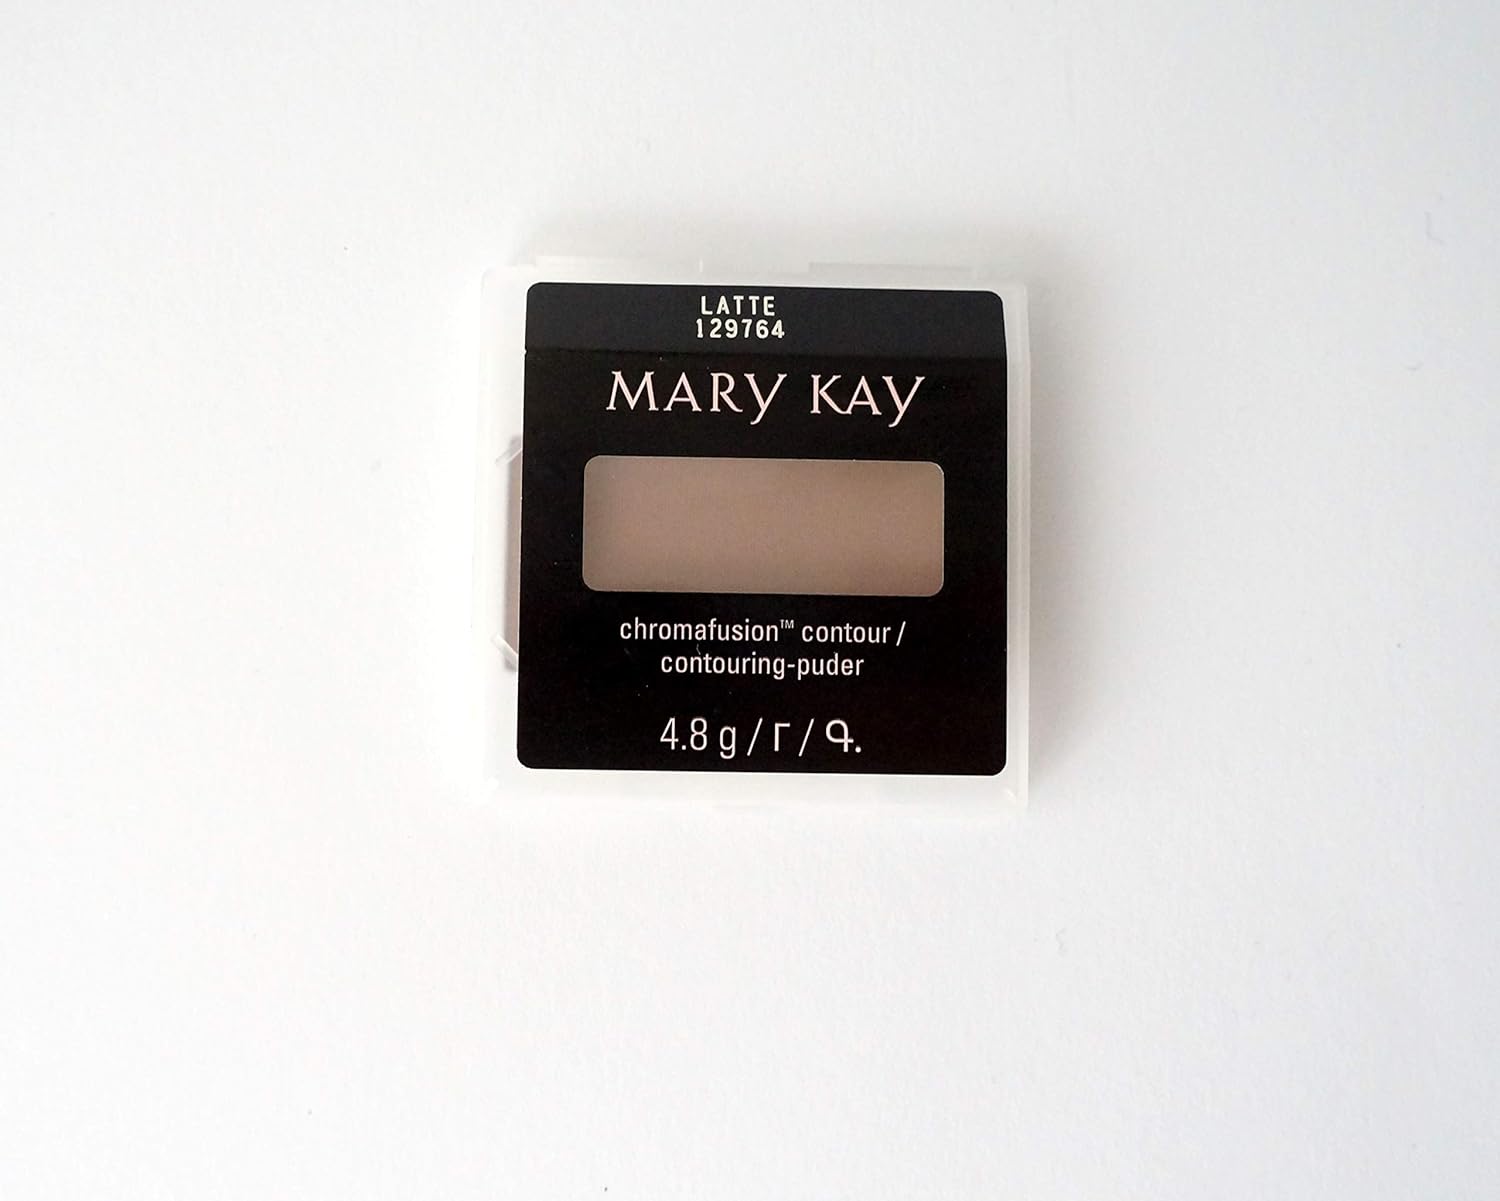 LATTE
129764
MARY KAY
chromafusion™ contour /
contouring-puder
4.8 g / г / Գ.